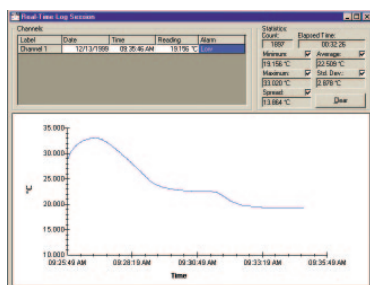 Real-Time Log Session
Channels:
Label Date Time Reading Alarm
Channel 1 12/13/1999 09:35:46 AM 19.156 °C Low
Statistics:
Count: Elapsed Time:
1897 00:32:26
Minimum: Average:
19.156 °C 22.509 °C
Maximum: Std. Dev.:
33.020 °C 2.878 °C
Spread:
13.864 °C Clear
35.000
30.000
25.000
20.000
15.000
10.000
°C
09:25:49 AM 09:28:19 AM 09:30:49 AM 09:33:19 AM 09:35:49 AM
Time